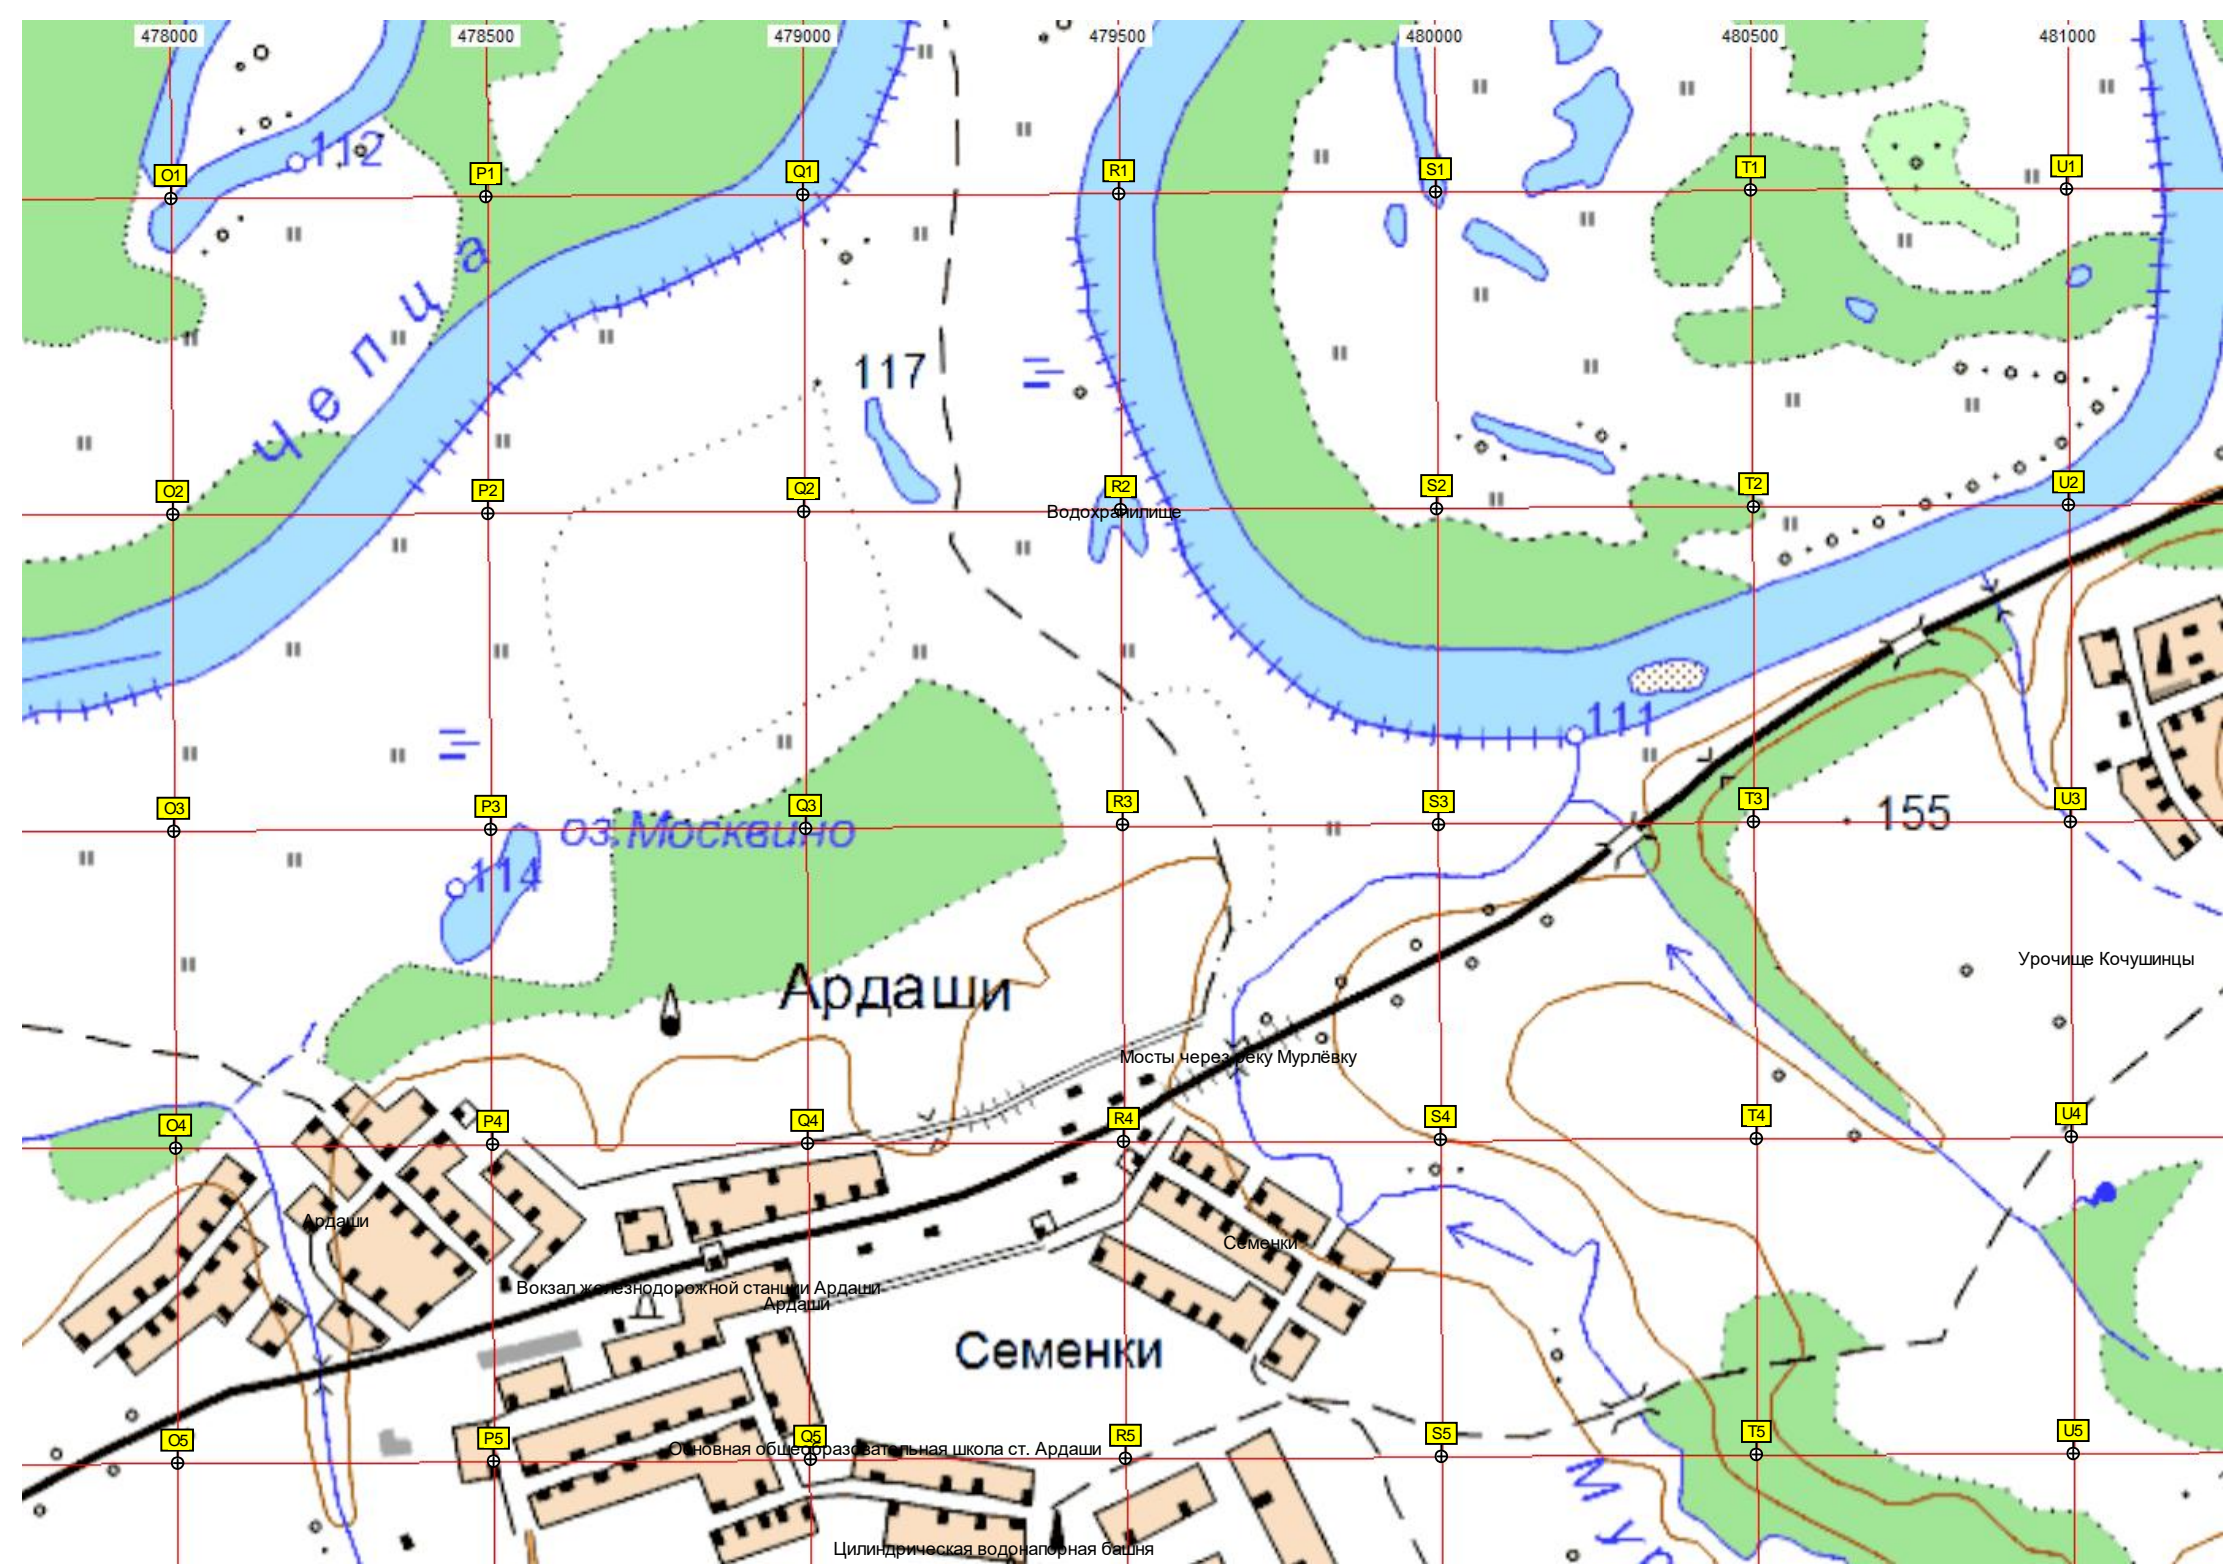 478000 478500 479000 479500 480000 480500 481000
112
O1 P1 Q1 R1 S1 T1 U1
Чепца
117
O2 P2 Q2 R2 S2 T2 U2
Водохранилище
111
O3 P3 Q3 R3 S3 T3 U3
оз. Москвино
155
114
Урочище Кочушинцы
Ардаши
Мосты через реку Мурлёвку
O4 P4 Q4 R4 S4 T4 U4
Ардаши
Семенки
Вокзал железнодорожной станции Ардаши
Ардаши
Семенки
O5 P5 Q5 R5 S5 T5 U5
Основная общеобразовательная школа ст. Ардаши
Мур
Цилиндрическая водонапорная башня